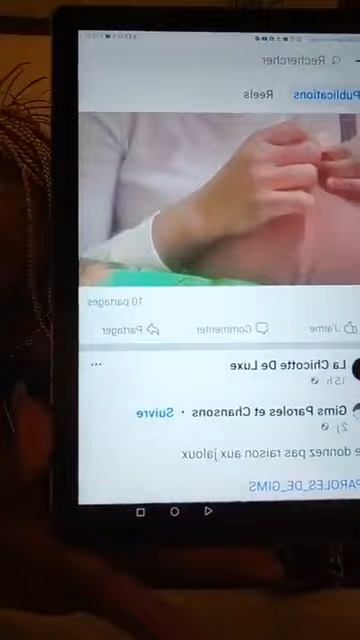 Rechercher
Publications Reels
10 partages
J'aime Commenter Partager
La Chicotte De Luxe
15 h
Gims Paroles et Chansons · Suivre
2 j
donnez pas raison aux jaloux
PAROLES_DE_GIMS